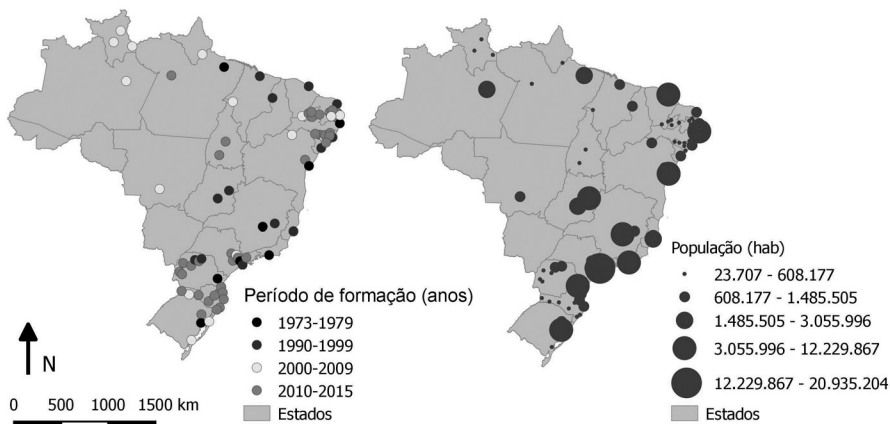 Período de formação (anos)
1973-1979
1990-1999
2000-2009
2010-2015
Estados
N
0 500 1000 1500 km
População (hab)
23.707 - 608.177
608.177 - 1.485.505
1.485.505 - 3.055.996
3.055.996 - 12.229.867
12.229.867 - 20.935.204
Estados